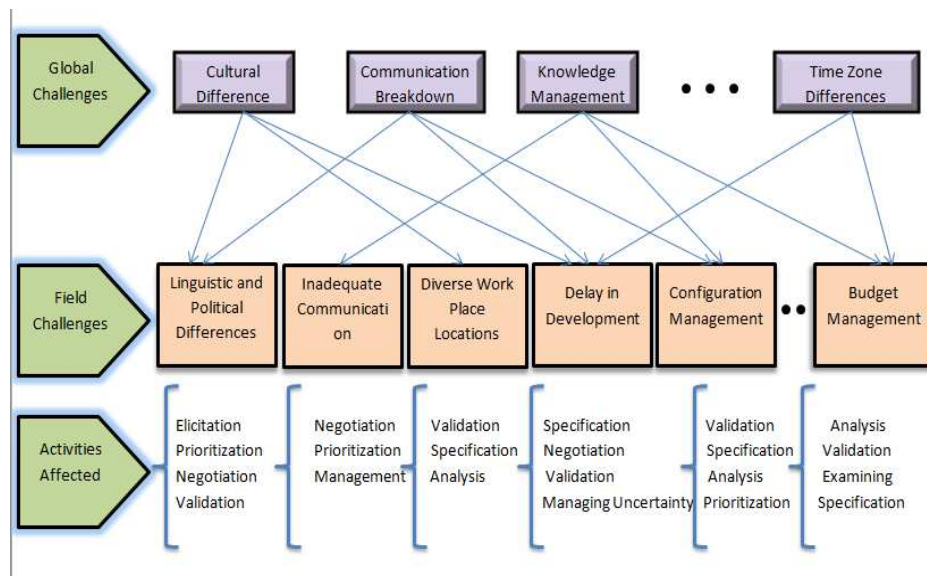 Global
Challenges
Cultural
Difference
Communication
Breakdown
Knowledge
Management
Time Zone
Differences
Field
Challenges
Linguistic and
Political
Differences
Inadequate
Communicati
on
Diverse Work
Place
Locations
Delay in
Development
Configuration
Management
Budget
Management
Activities
Affected
Elicitation
Prioritization
Negotiation
Validation
Negotiation
Prioritization
Management
Validation
Specification
Analysis
Specification
Negotiation
Validation
Managing Uncertainty
Validation
Specification
Analysis
Prioritization
Analysis
Validation
Examining
Specification